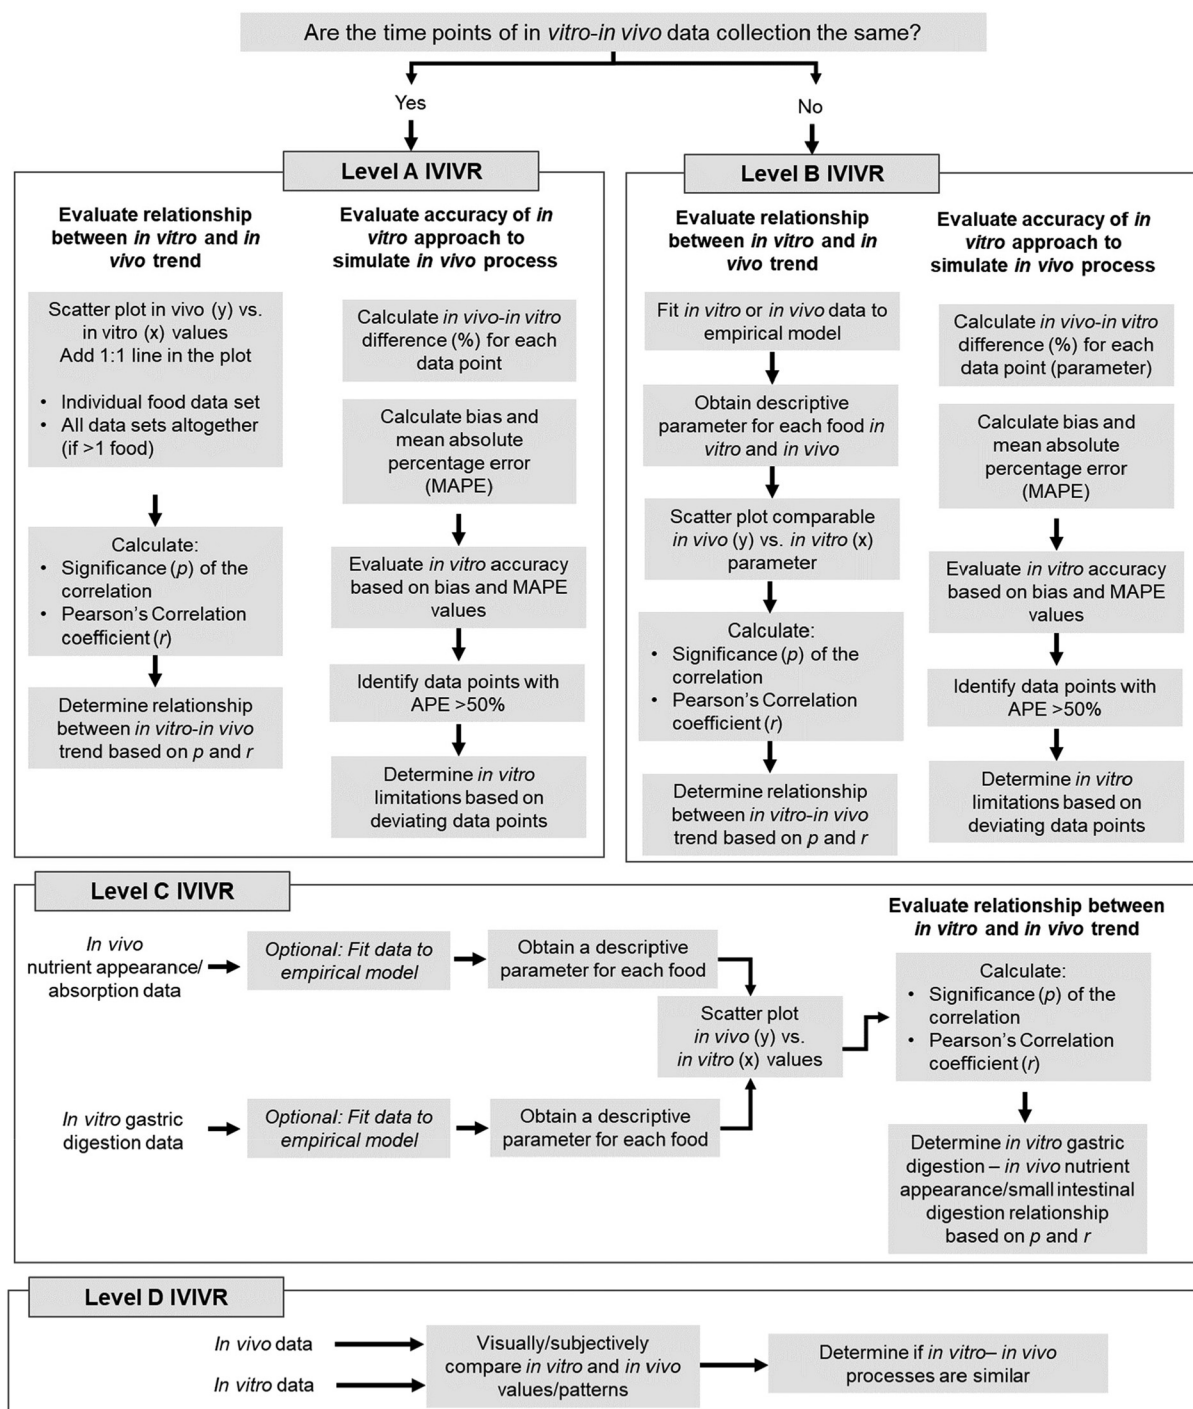 Are the time points of in vitro-in vivo data collection the same?
Yes
No
Level A IVIVR
Evaluate relationship
between in vitro and in
vivo trend
Scatter plot in vivo (y) vs.
in vitro (x) values
Add 1:1 line in the plot
• Individual food data set
• All data sets altogether
(if >1 food)
Calculate:
• Significance (p) of the
correlation
• Pearson's Correlation
coefficient (r)
Determine relationship
between in vitro-in vivo
trend based on p and r
Evaluate accuracy of in
vitro approach to
simulate in vivo process
Calculate in vivo-in vitro
difference (%) for each
data point
Calculate bias and
mean absolute
percentage error
(MAPE)
Evaluate in vitro accuracy
based on bias and MAPE
values
Identify data points with
APE >50%
Determine in vitro
limitations based on
deviating data points
Level B IVIVR
Evaluate relationship
between in vitro and in
vivo trend
Fit in vitro or in vivo data to
empirical model
Obtain descriptive
parameter for each food in
vitro and in vivo
Scatter plot comparable
in vivo (y) vs. in vitro (x)
parameter
Calculate:
• Significance (p) of the
correlation
• Pearson's Correlation
coefficient (r)
Determine relationship
between in vitro-in vivo
trend based on p and r
Evaluate accuracy of in
vitro approach to
simulate in vivo process
Calculate in vivo-in vitro
difference (%) for each
data point (parameter)
Calculate bias and
mean absolute
percentage error
(MAPE)
Evaluate in vitro accuracy
based on bias and MAPE
values
Identify data points with
APE >50%
Determine in vitro
limitations based on
deviating data points
Level C IVIVR
In vivo
nutrient appearance/
absorption data
Optional: Fit data to
empirical model
Obtain a descriptive
parameter for each food
In vitro gastric
digestion data
Optional: Fit data to
empirical model
Obtain a descriptive
parameter for each food
Scatter plot
in vivo (y) vs.
in vitro (x) values
Evaluate relationship between
in vitro and in vivo trend
Calculate:
• Significance (p) of the
correlation
• Pearson's Correlation
coefficient (r)
Determine in vitro gastric
digestion – in vivo nutrient
appearance/small intestinal
digestion relationship
based on p and r
Level D IVIVR
In vivo data
In vitro data
Visually/subjectively
compare in vitro and in vivo
values/patterns
Determine if in vitro– in vivo
processes are similar